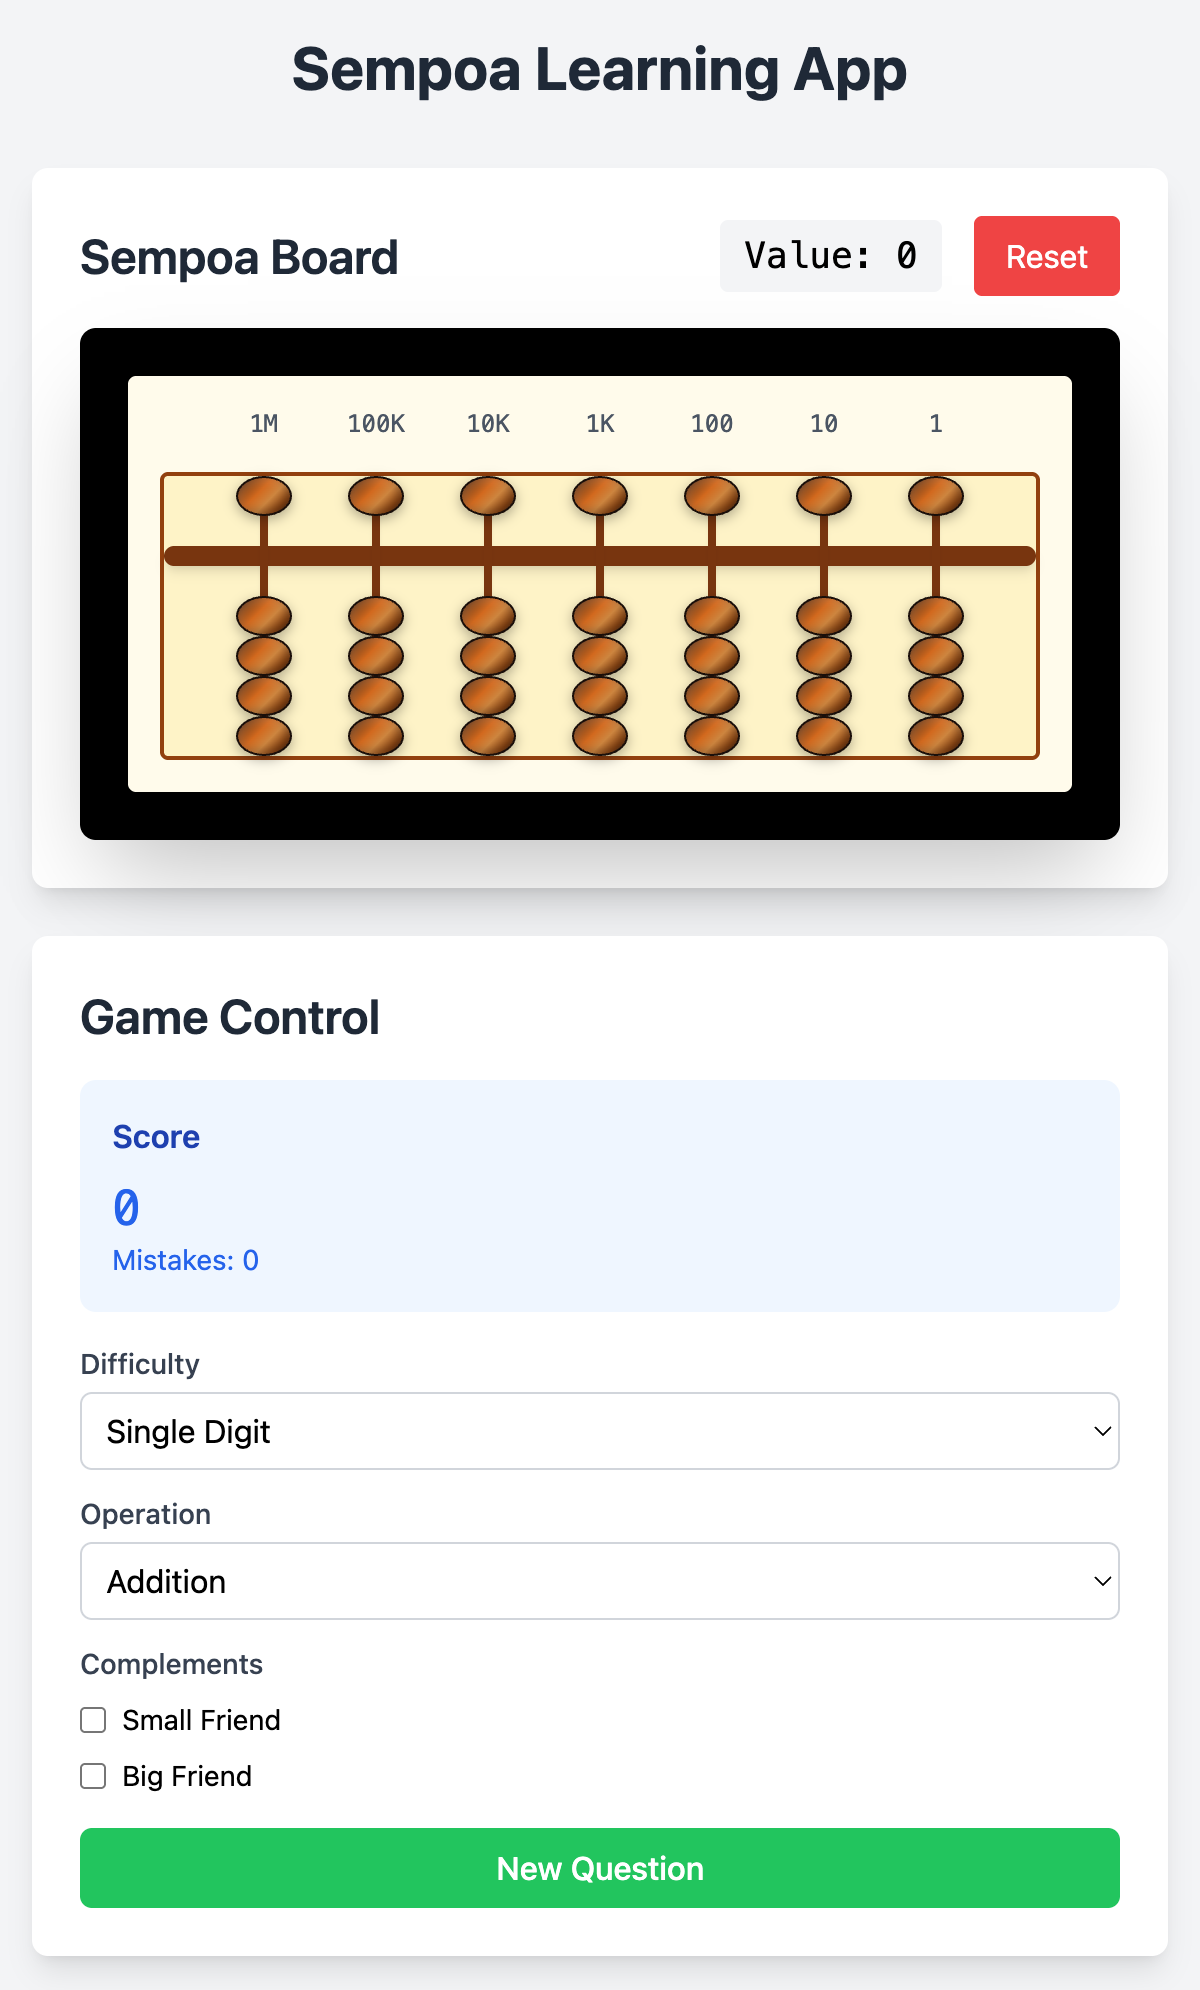 Sempoa Learning App
Sempoa Board
Value: 0
Reset
1M 100K 10K 1K 100 10 1
Game Control
Score
0
Mistakes: 0
Difficulty
Single Digit
Operation
Addition
Complements
Small Friend
Big Friend
New Question